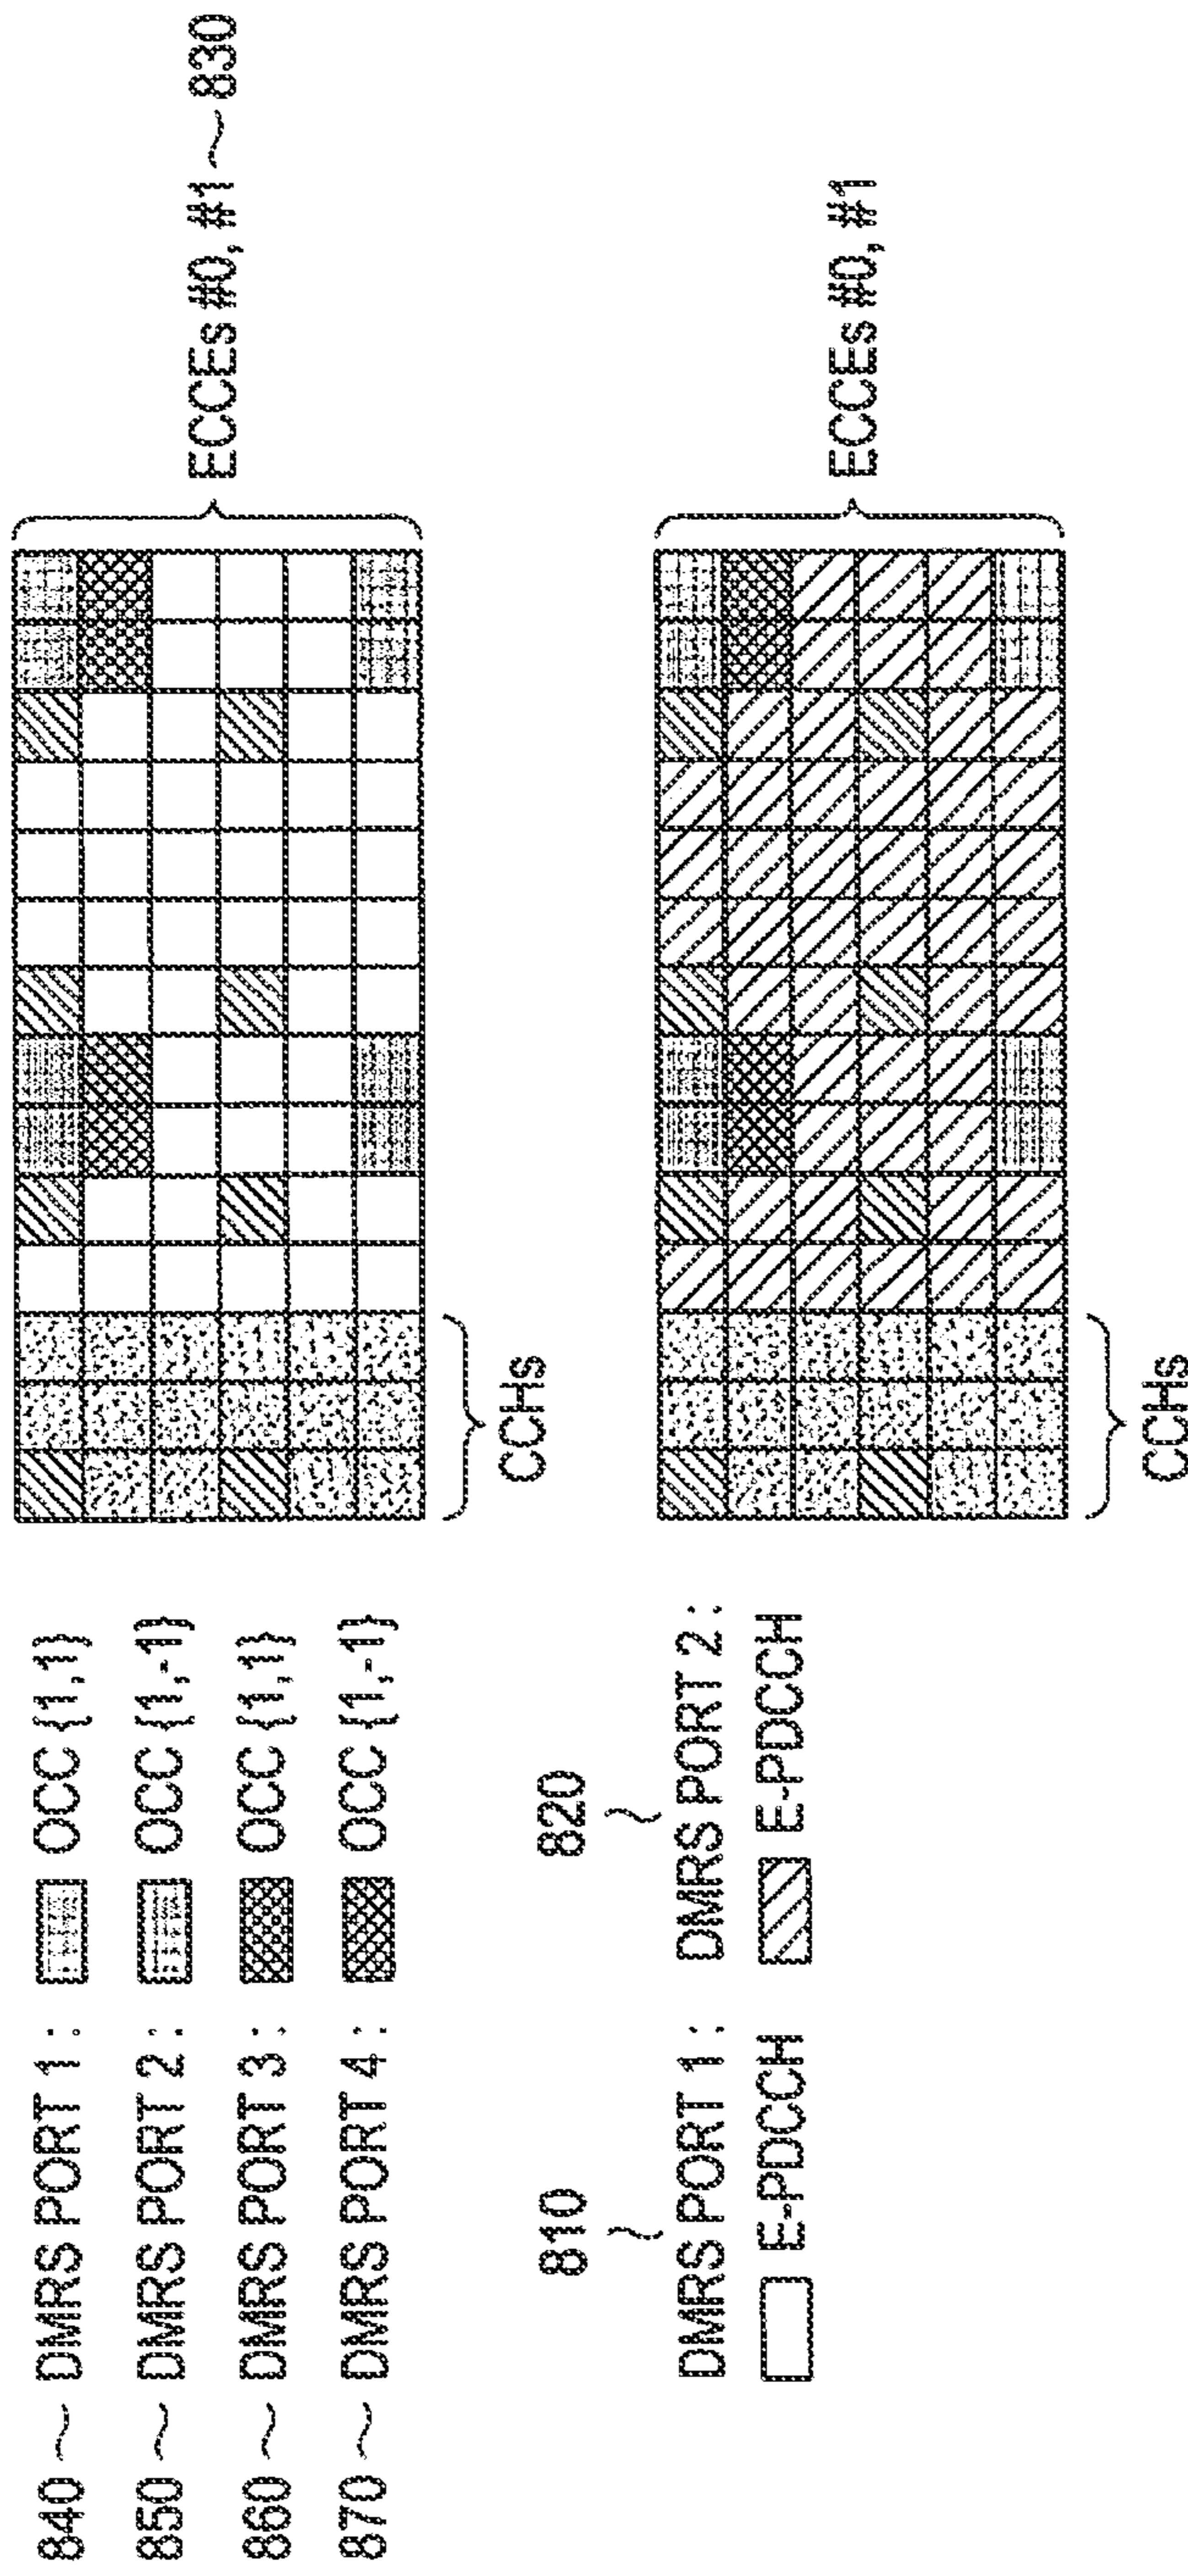 840 ~ DMRS PORT 1 : OCC {1,1}
850 ~ DMRS PORT 2 : OCC {1,-1}
860 ~ DMRS PORT 3 : OCC {1,1}
870 ~ DMRS PORT 4 : OCC {1,-1}
810
820
DMRS PORT 1 :
E-PDCCH
DMRS PORT 2 :
E-PDCCH
ECCEs #0, #1 ~ 830
CCHs
ECCEs #0, #1
CCHs